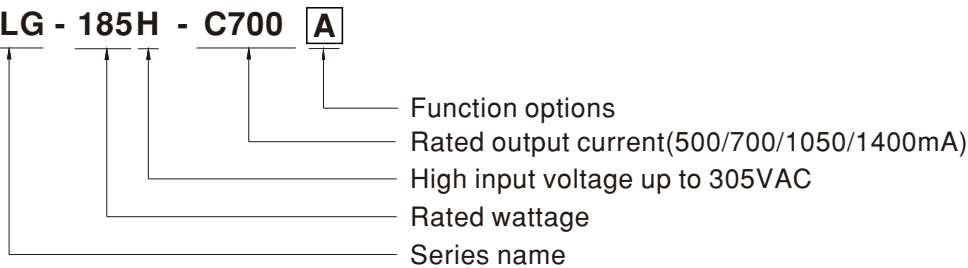 LG - 185H - C700 A
Function options
Rated output current(500/700/1050/1400mA)
High input voltage up to 305VAC
Rated wattage
Series name